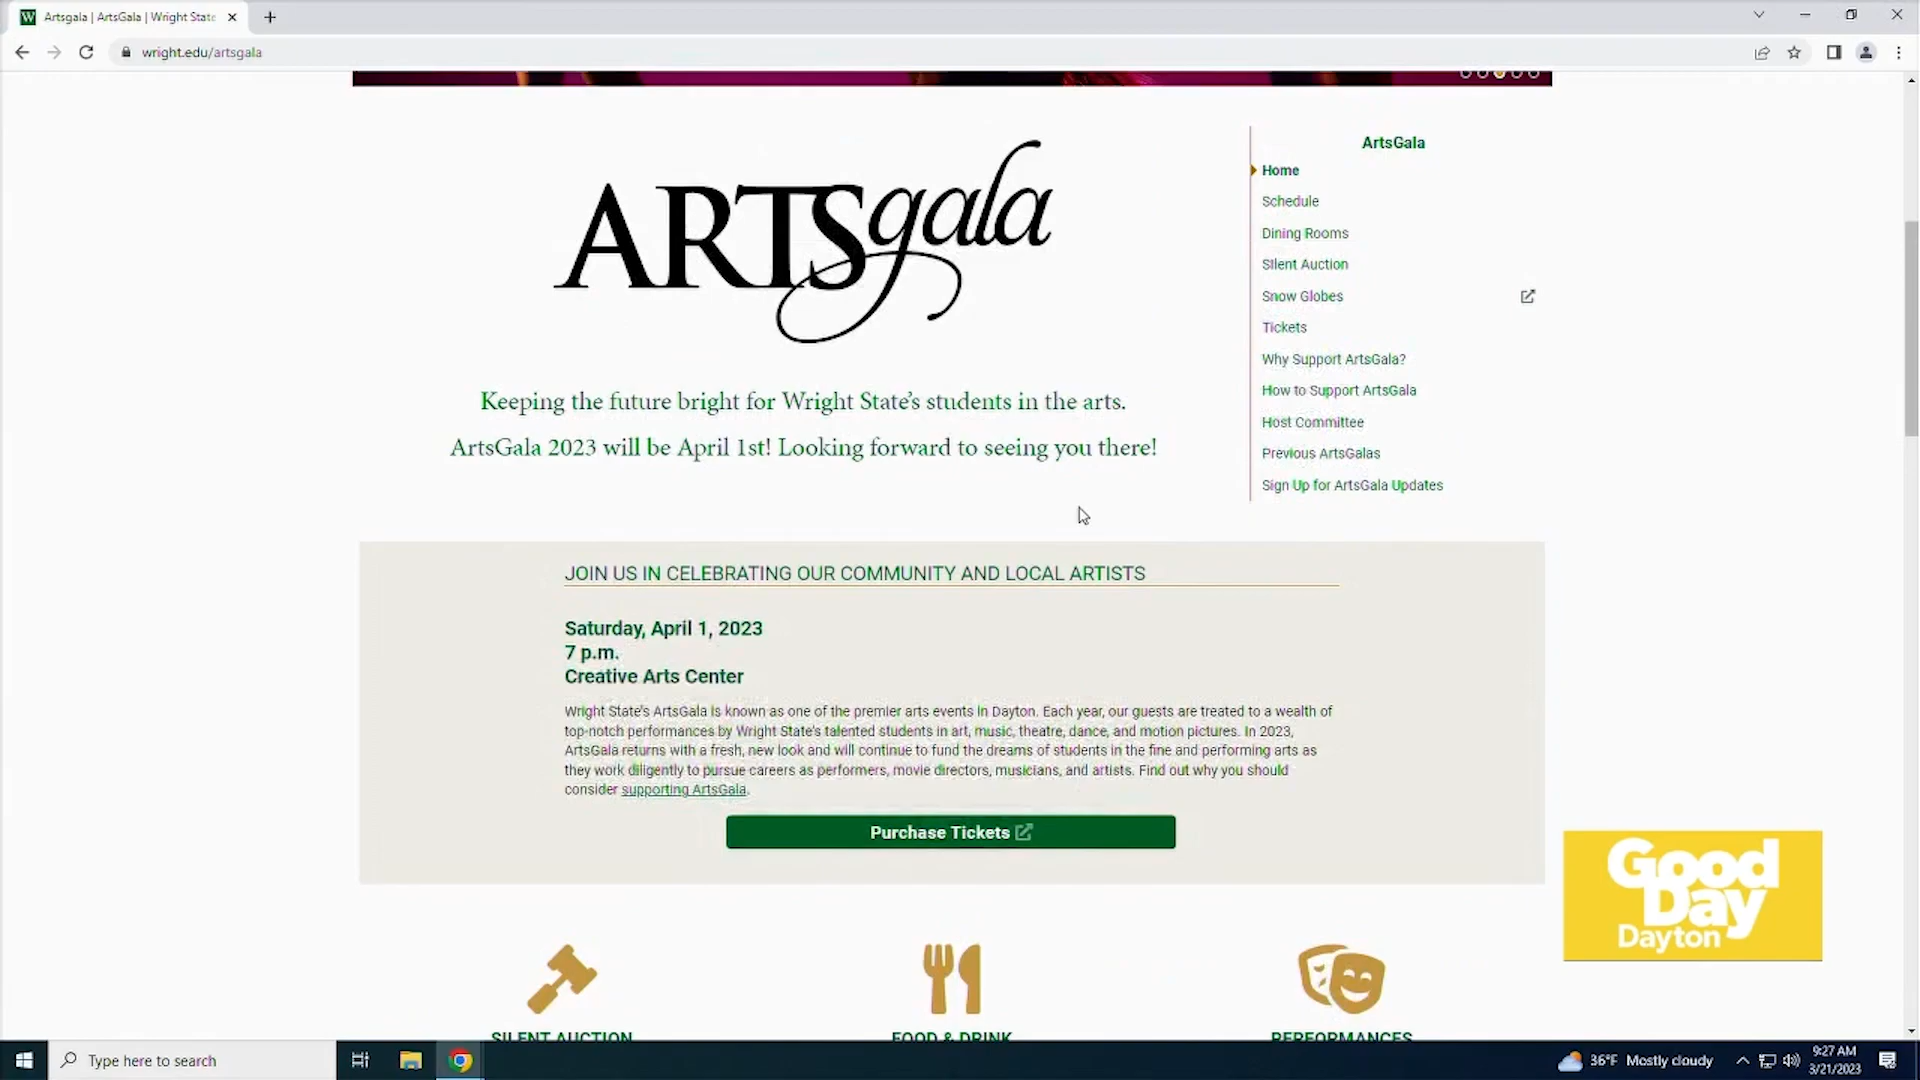 Artsgala | ArtsGala | Wright State
wright.edu/artsgala
ARTSgala
Keeping the future bright for Wright State's students in the arts.
ArtsGala 2023 will be April 1st! Looking forward to seeing you there!
ArtsGala
Home
Schedule
Dining Rooms
SIlent Auction
Snow Globes
Tickets
Why Support ArtsGala?
How to Support ArtsGala
Host Committee
Previous ArtsGalas
Sign Up for ArtsGala Updates
JOIN US IN CELEBRATING OUR COMMUNITY AND LOCAL ARTISTS
Saturday, April 1, 2023
7 p.m.
Creative Arts Center
Wright State's ArtsGala is known as one of the premier arts events in Dayton. Each year, our guests are treated to a wealth of
top-notch performances by Wright State's talented students in art, music, theatre, dance, and motion pictures. In 2023,
ArtsGala returns with a fresh, new look and will continue to fund the dreams of students in the fine and performing arts as
they work diligently to pursue careers as performers, movie directors, musicians, and artists. Find out why you should
consider supporting ArtsGala.
Purchase Tickets
Good
Day
Dayton
SILENT AUCTION
FOOD & DRINK
PERFORMANCES
Type here to search
36°F Mostly cloudy
9:27 AM
3/21/2023